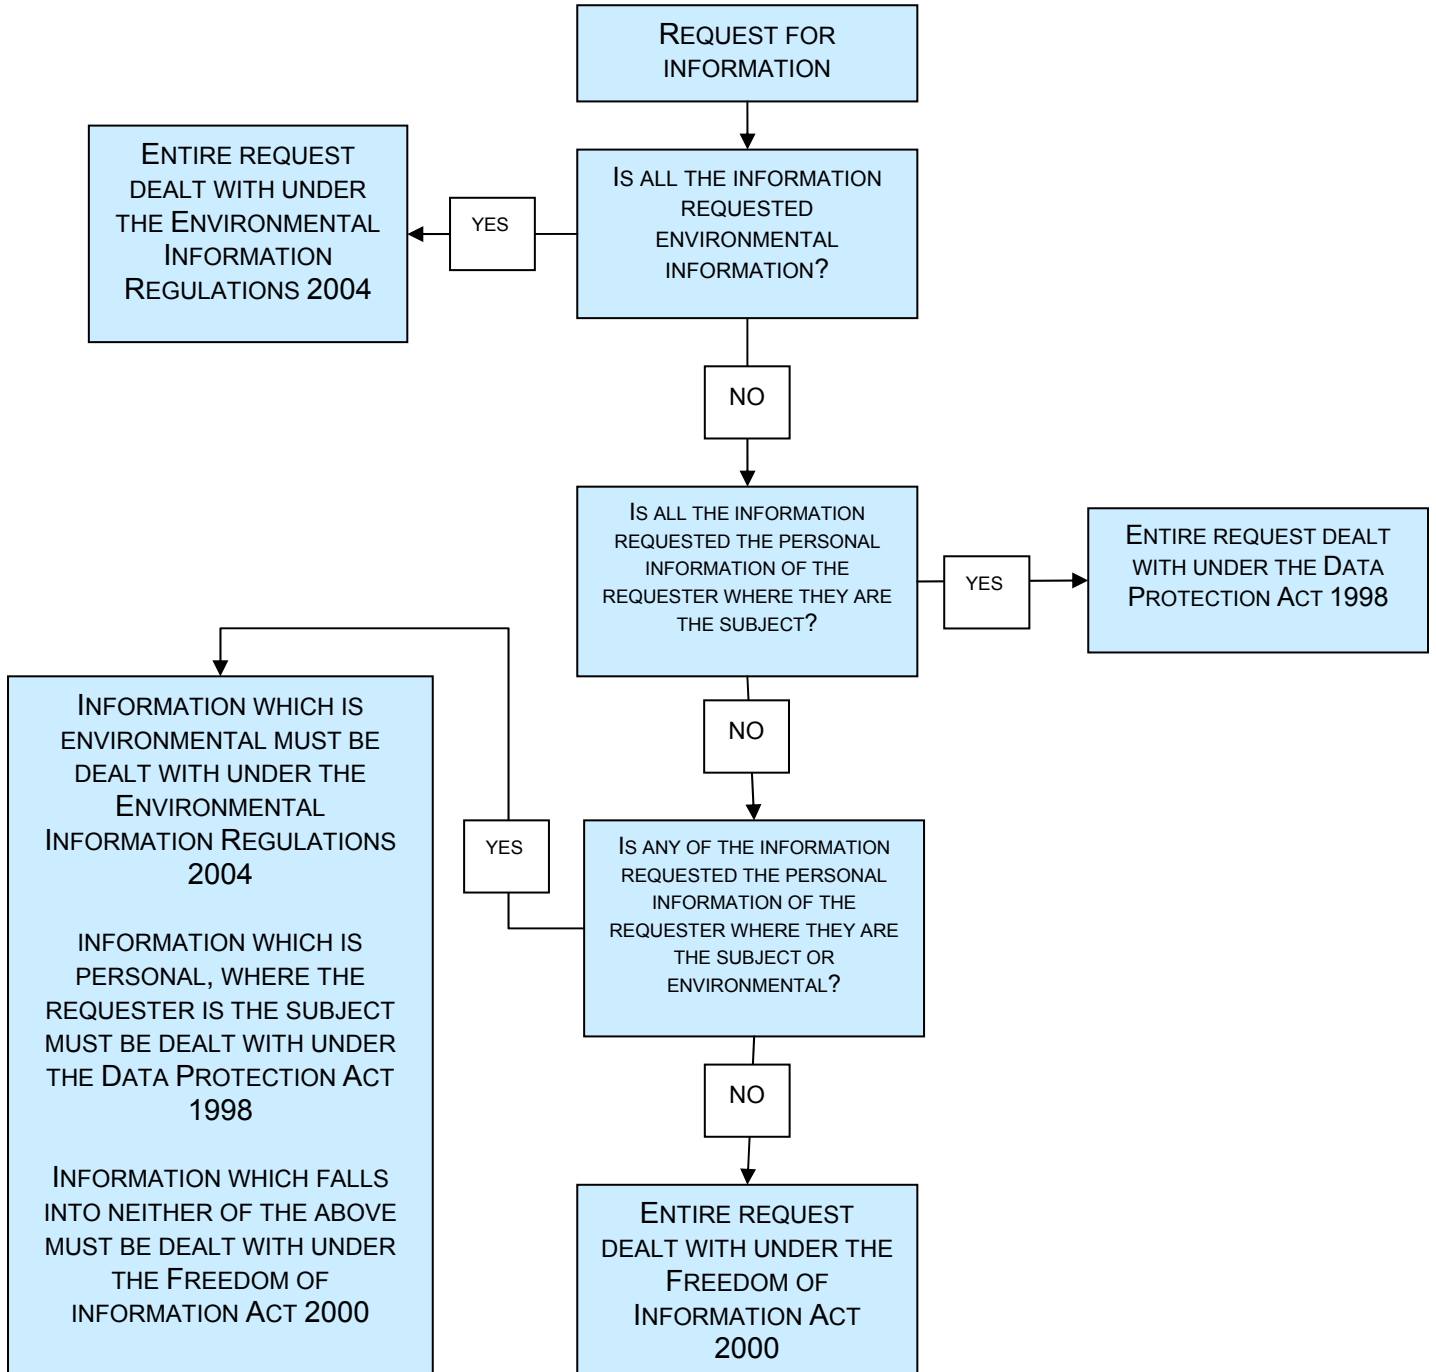 REQUEST FOR
INFORMATION
ENTIRE REQUEST
DEALT WITH UNDER
THE ENVIRONMENTAL
INFORMATION
REGULATIONS 2004
YES
IS ALL THE INFORMATION
REQUESTED
ENVIRONMENTAL
INFORMATION?
NO
IS ALL THE INFORMATION
REQUESTED THE PERSONAL
INFORMATION OF THE
REQUESTER WHERE THEY ARE
THE SUBJECT?
YES
ENTIRE REQUEST DEALT
WITH UNDER THE DATA
PROTECTION ACT 1998
NO
INFORMATION WHICH IS
ENVIRONMENTAL MUST BE
DEALT WITH UNDER THE
ENVIRONMENTAL
INFORMATION REGULATIONS
2004
INFORMATION WHICH IS
PERSONAL, WHERE THE
REQUESTER IS THE SUBJECT
MUST BE DEALT WITH UNDER
THE DATA PROTECTION ACT
1998
INFORMATION WHICH FALLS
INTO NEITHER OF THE ABOVE
MUST BE DEALT WITH UNDER
THE FREEDOM OF
INFORMATION ACT 2000
YES
IS ANY OF THE INFORMATION
REQUESTED THE PERSONAL
INFORMATION OF THE
REQUESTER WHERE THEY ARE
THE SUBJECT OR
ENVIRONMENTAL?
NO
ENTIRE REQUEST
DEALT WITH UNDER THE
FREEDOM OF
INFORMATION ACT
2000